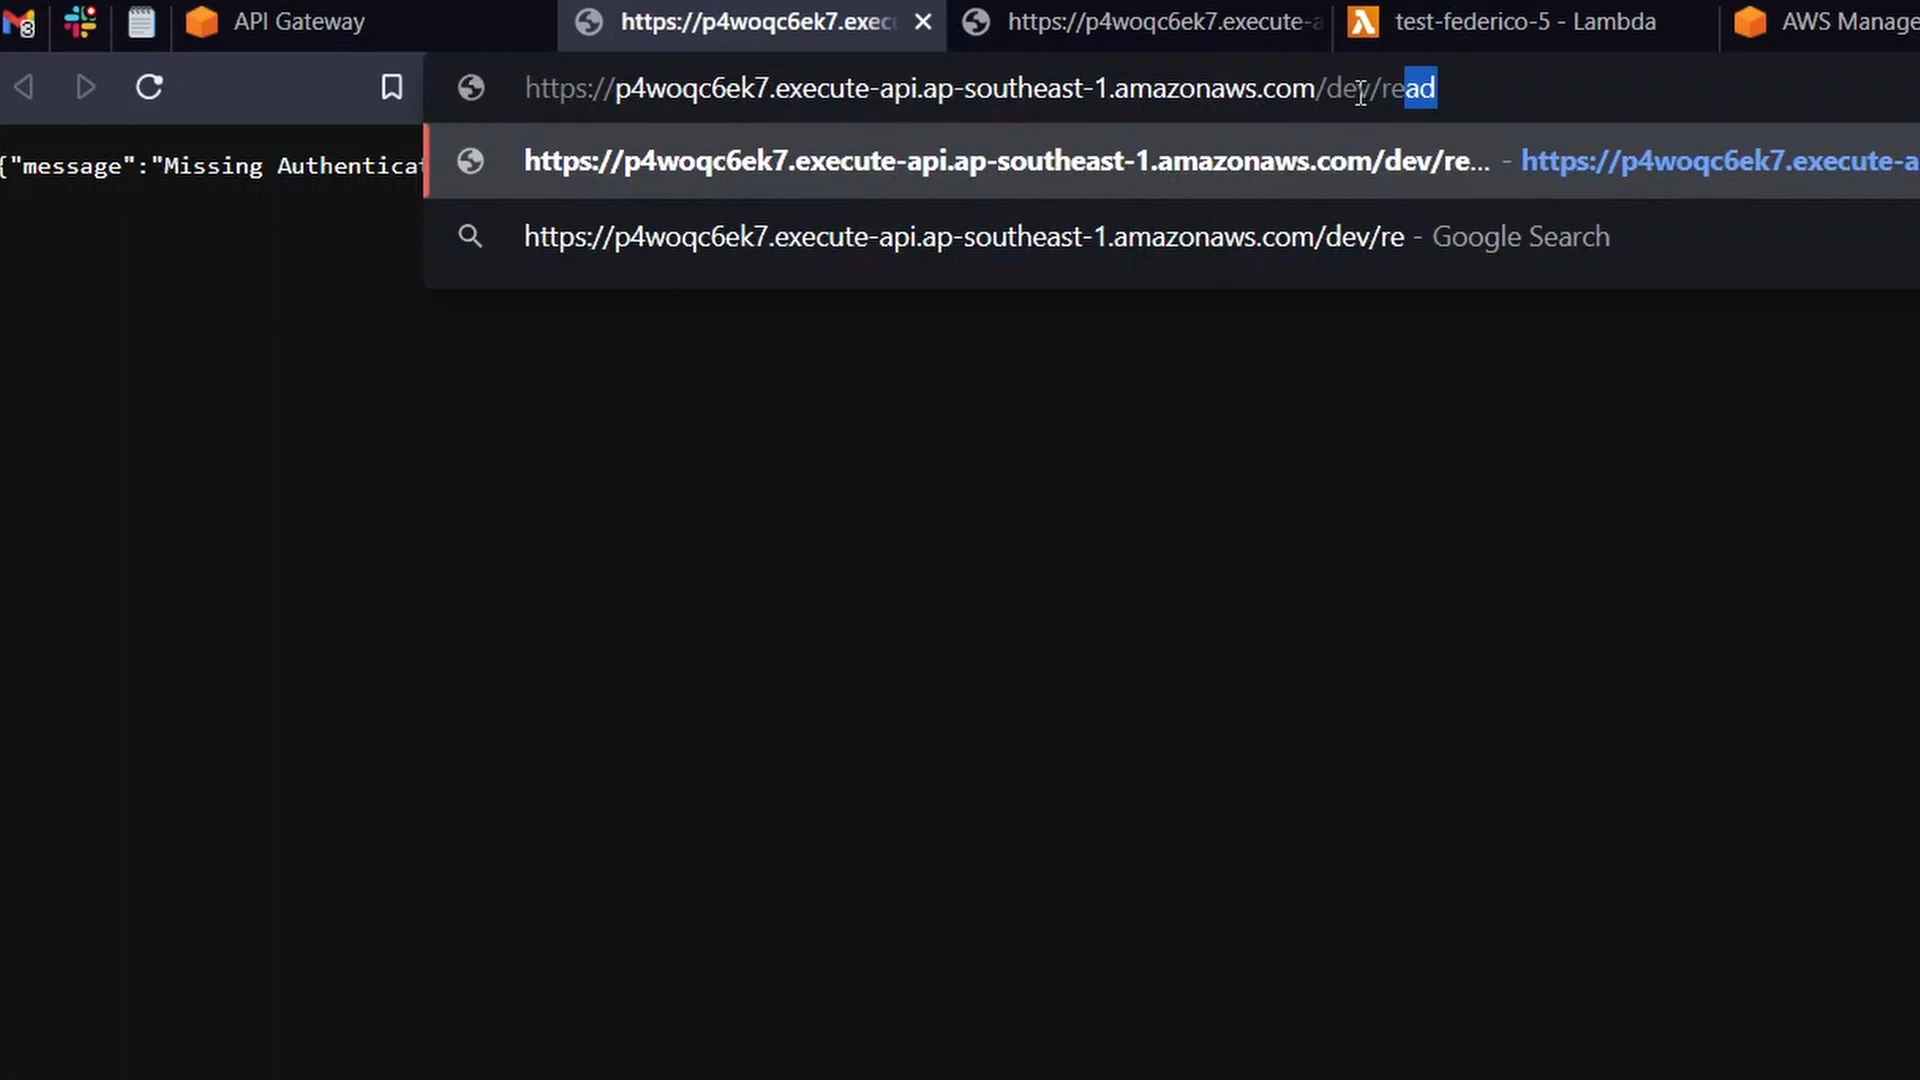 API Gateway
https://p4woqc6ek7.exec
https://p4woqc6ek7.execute-a
test-federico-5 - Lambda
AWS Manage
https://p4woqc6ek7.execute-api.ap-southeast-1.amazonaws.com/dev/read
{"message":"Missing Authenticat
https://p4woqc6ek7.execute-api.ap-southeast-1.amazonaws.com/dev/re... - https://p4woqc6ek7.execute-a
https://p4woqc6ek7.execute-api.ap-southeast-1.amazonaws.com/dev/re - Google Search